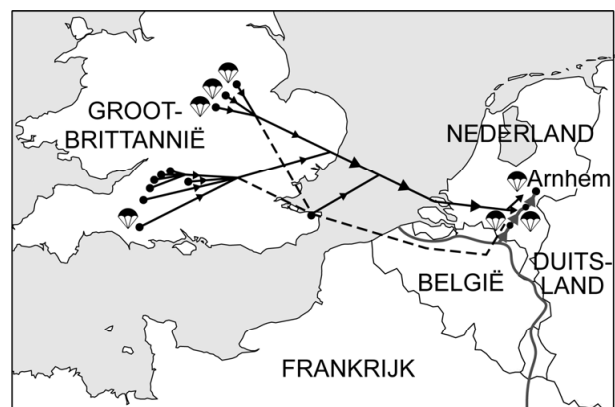 GROOT-
BRITTANNIË
NEDERLAND
Arnhem
DUITS-
LAND
BELGIË
FRANKRIJK